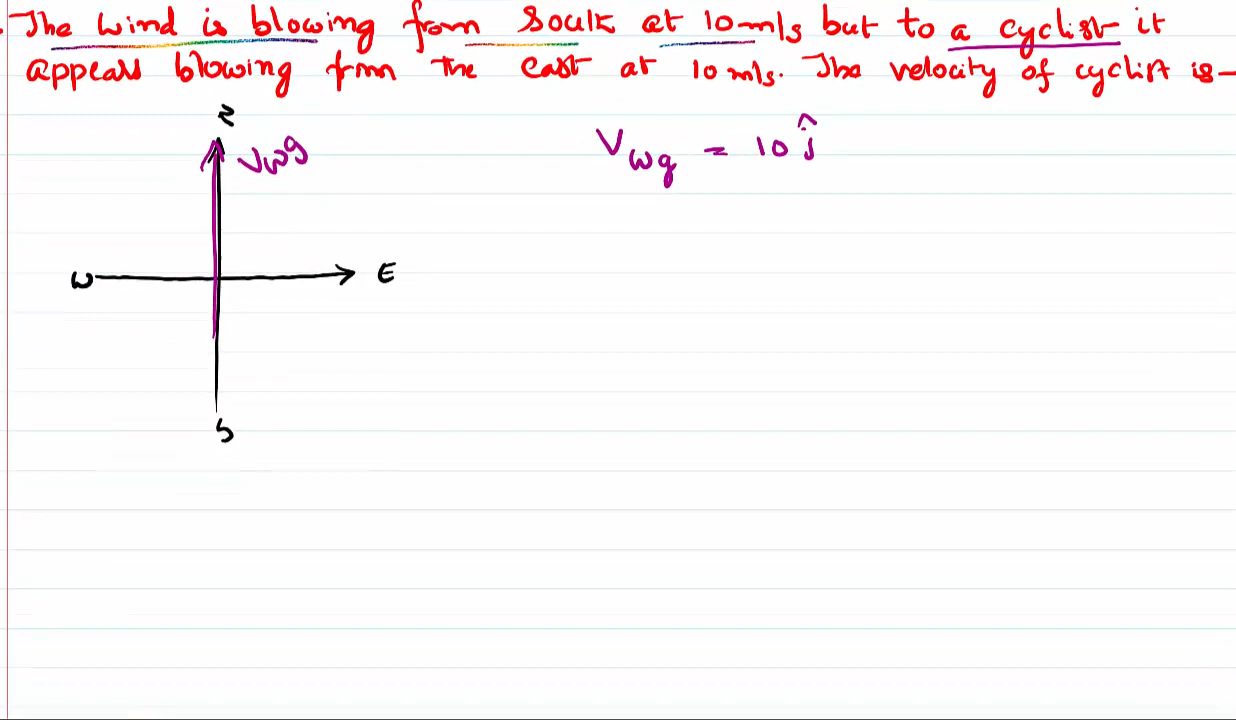 The wind is blowing from South at 10 m/s but to a cyclist it
appears blowing from the east at 10 m/s. The velocity of cyclist is -
N
Vwg
Vwg = 10 ĵ
W E
S